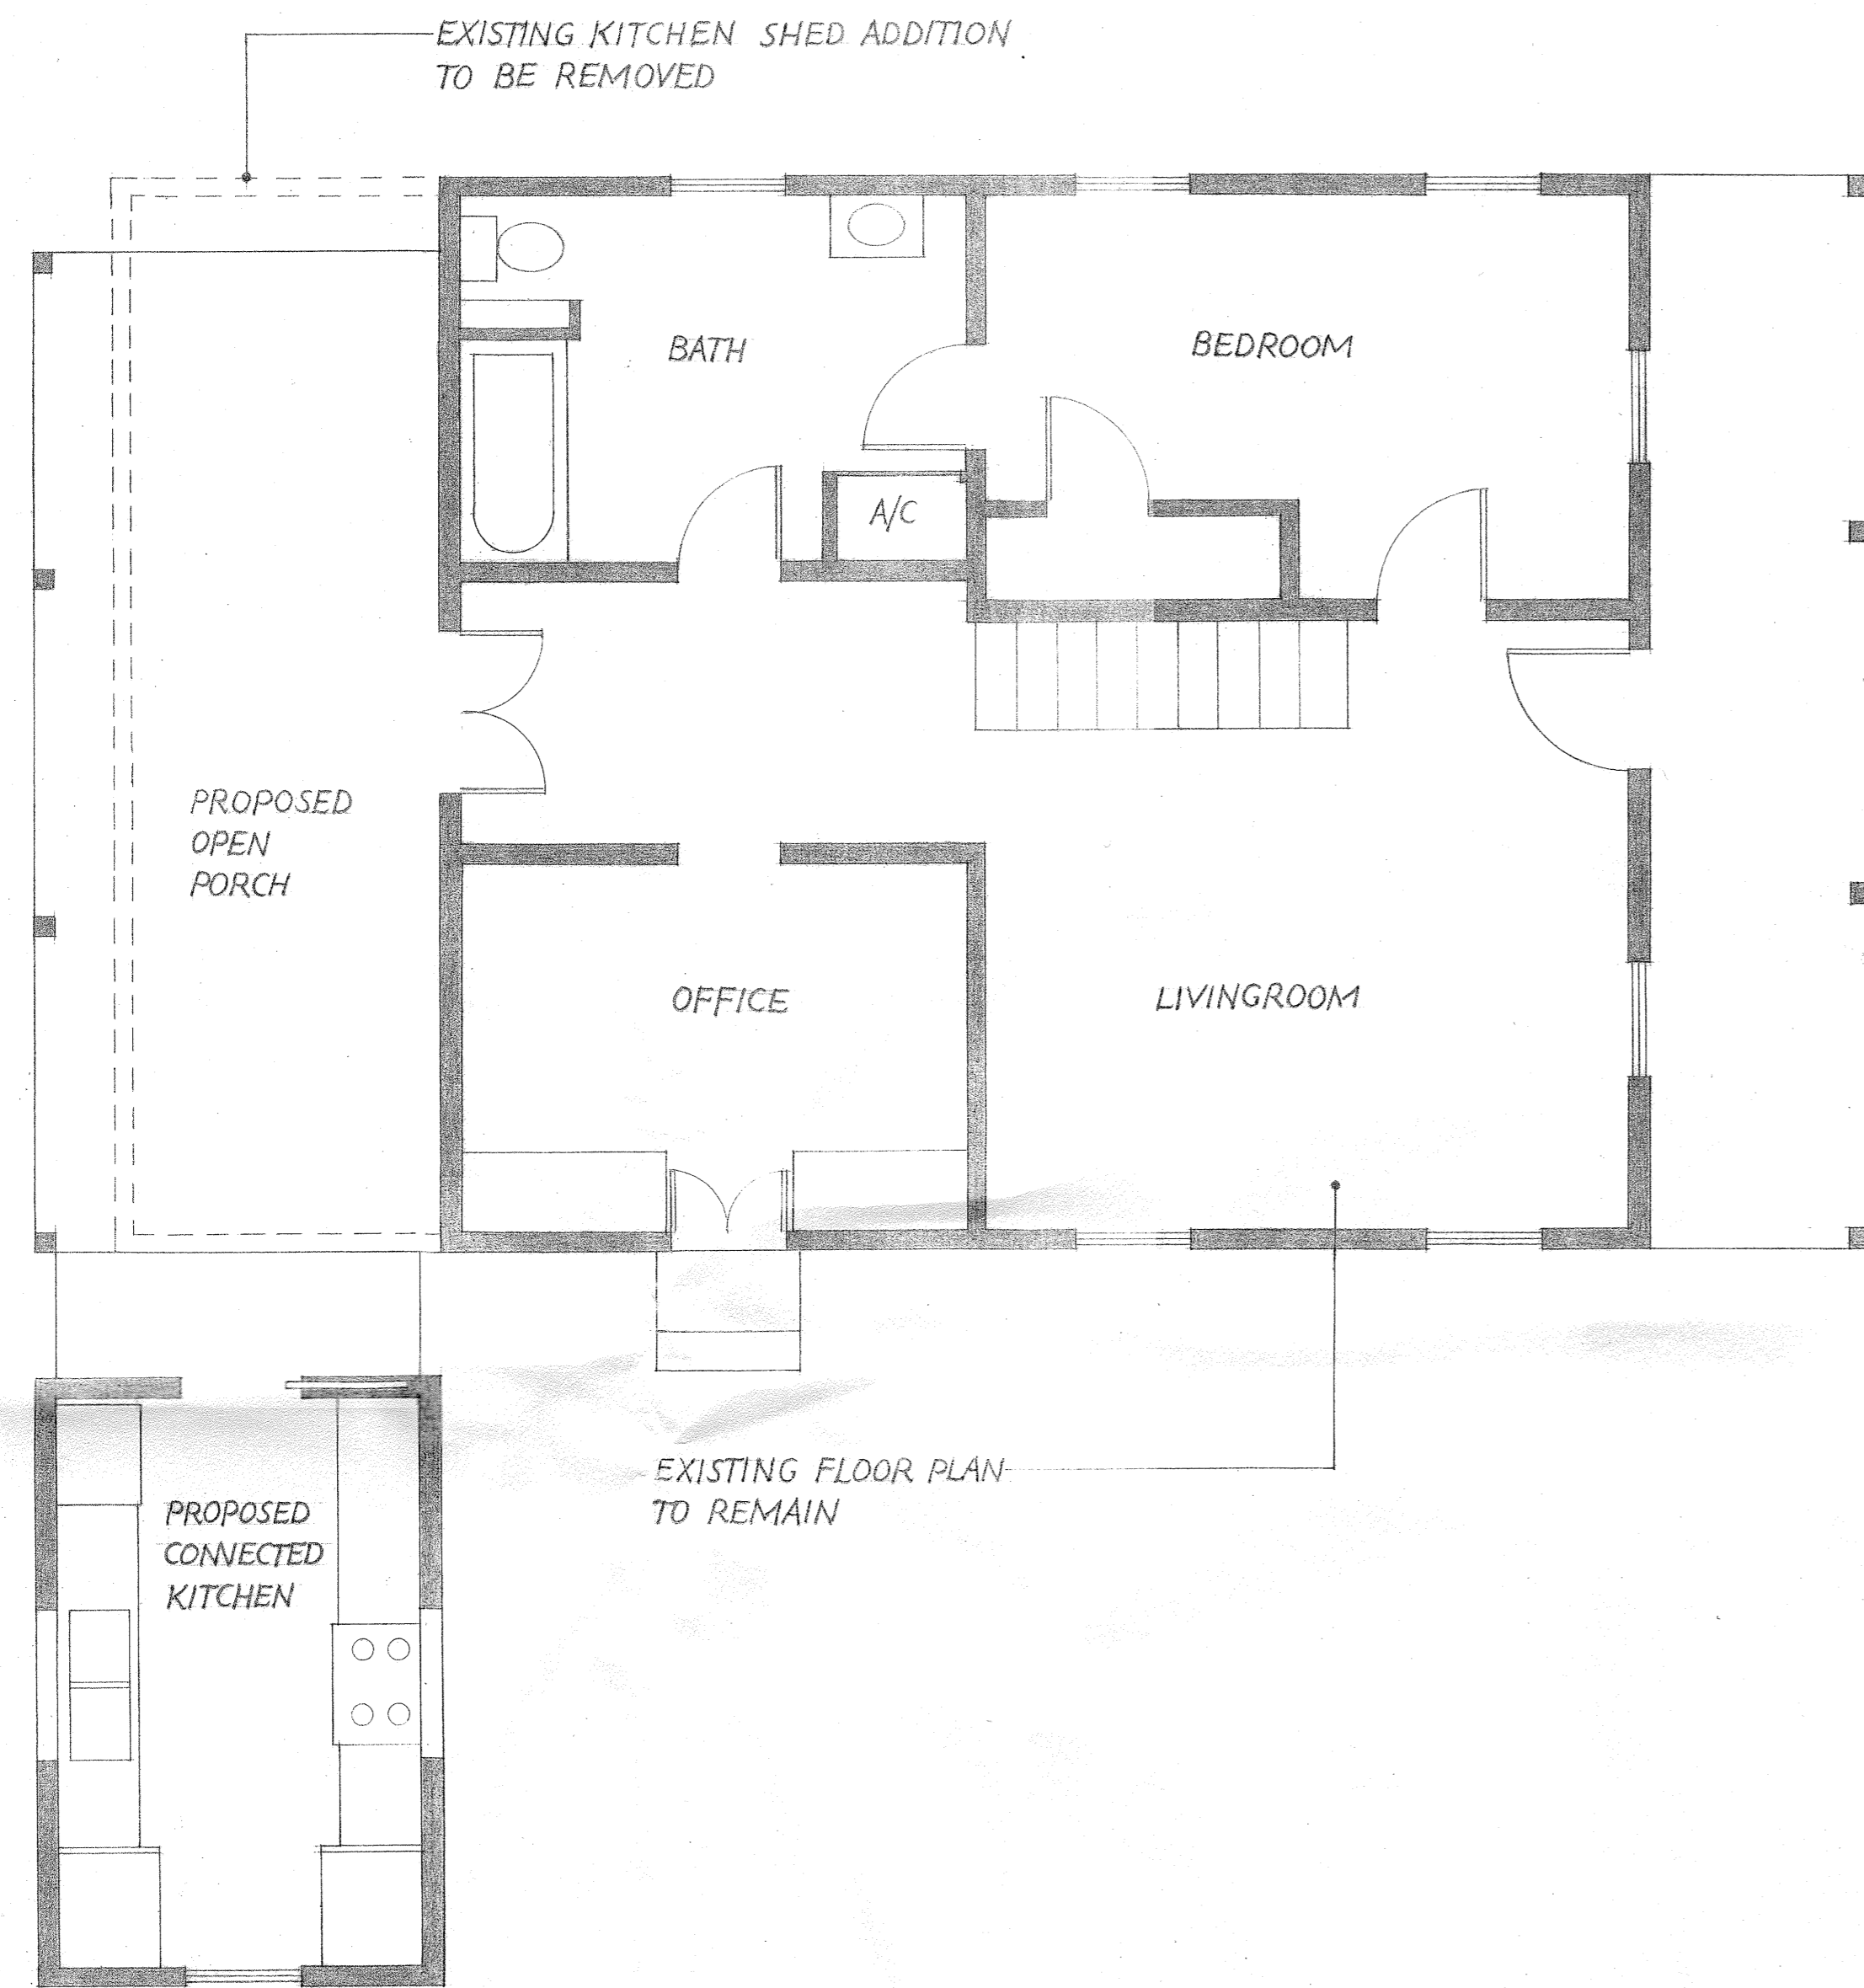 EXISTING KITCHEN SHED ADDITION
TO BE REMOVED
BATH
BEDROOM
A/C
PROPOSED
OPEN
PORCH
OFFICE
LIVINGROOM
EXISTING FLOOR PLAN
TO REMAIN
PROPOSED
CONNECTED
KITCHEN